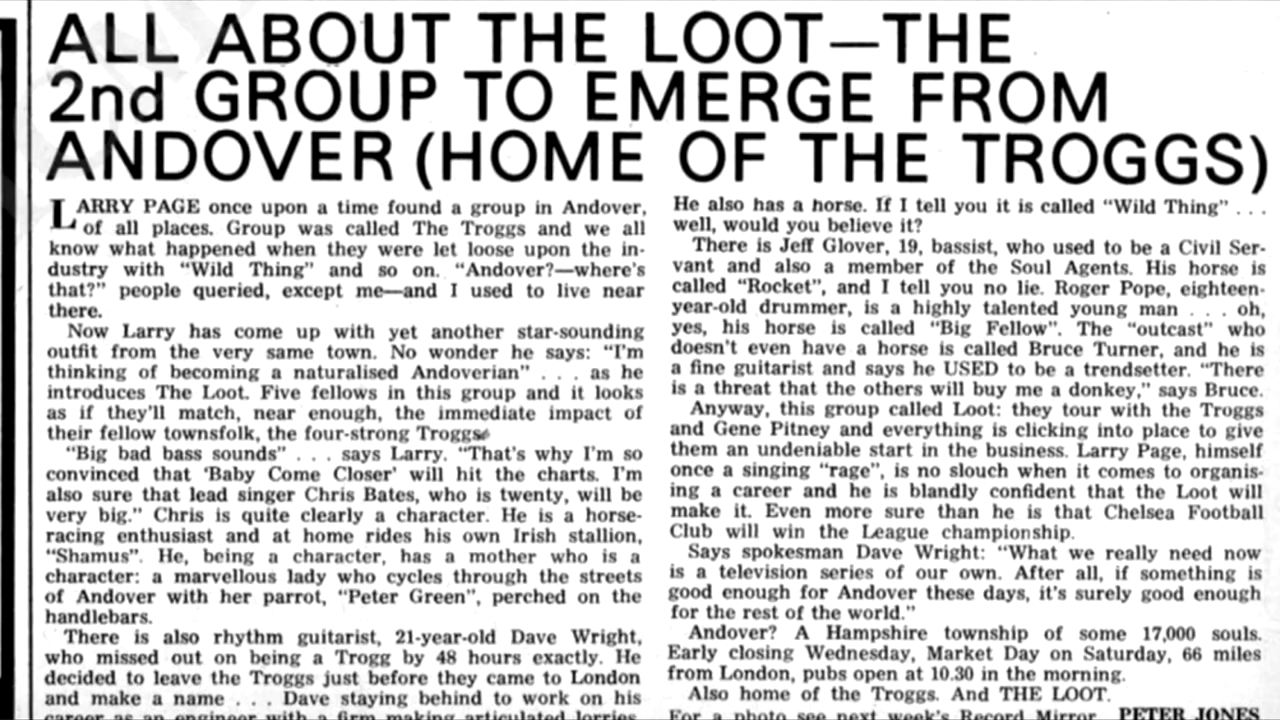 ALL ABOUT THE LOOT—THE
2nd GROUP TO EMERGE FROM
ANDOVER (HOME OF THE TROGGS)
LARRY PAGE once upon a time found a group in Andover,
of all places. Group was called The Troggs and we all
know what happened when they were let loose upon the in-
dustry with "Wild Thing" and so on. "Andover?—where's
that?" people queried, except me—and I used to live near
there.
Now Larry has come up with yet another star-sounding
outfit from the very same town. No wonder he says: "I'm
thinking of becoming a naturalised Andoverian" . . . as he
introduces The Loot. Five fellows in this group and it looks
as if they'll match, near enough, the immediate impact of
their fellow townsfolk, the four-strong Troggs.
"Big bad bass sounds" . . . says Larry. "That's why I'm so
convinced that 'Baby Come Closer' will hit the charts. I'm
also sure that lead singer Chris Bates, who is twenty, will be
very big." Chris is quite clearly a character. He is a horse-
racing enthusiast and at home rides his own Irish stallion,
"Shamus". He, being a character, has a mother who is a
character: a marvellous lady who cycles through the streets
of Andover with her parrot, "Peter Green", perched on the
handlebars.
There is also rhythm guitarist, 21-year-old Dave Wright,
who missed out on being a Trogg by 48 hours exactly. He
decided to leave the Troggs just before they came to London
and make a name . . . Dave staying behind to work on his
career as an engineer with a firm making articulated lorries.
He also has a horse. If I tell you it is called "Wild Thing" . . .
well, would you believe it?
There is Jeff Glover, 19, bassist, who used to be a Civil Ser-
vant and also a member of the Soul Agents. His horse is
called "Rocket", and I tell you no lie. Roger Pope, eighteen-
year-old drummer, is a highly talented young man . . . oh,
yes, his horse is called "Big Fellow". The "outcast" who
doesn't even have a horse is called Bruce Turner, and he is
a fine guitarist and says he USED to be a trendsetter. "There
is a threat that the others will buy me a donkey," says Bruce.
Anyway, this group called Loot: they tour with the Troggs
and Gene Pitney and everything is clicking into place to give
them an undeniable start in the business. Larry Page, himself
once a singing "rage", is no slouch when it comes to organis-
ing a career and he is blandly confident that the Loot will
make it. Even more sure than he is that Chelsea Football
Club will win the League championship.
Says spokesman Dave Wright: "What we really need now
is a television series of our own. After all, if something is
good enough for Andover these days, it's surely good enough
for the rest of the world."
Andover? A Hampshire township of some 17,000 souls.
Early closing Wednesday, Market Day on Saturday, 66 miles
from London, pubs open at 10.30 in the morning.
Also home of the Troggs. And THE LOOT.
For a photo see next week's Record Mirror. PETER JONES